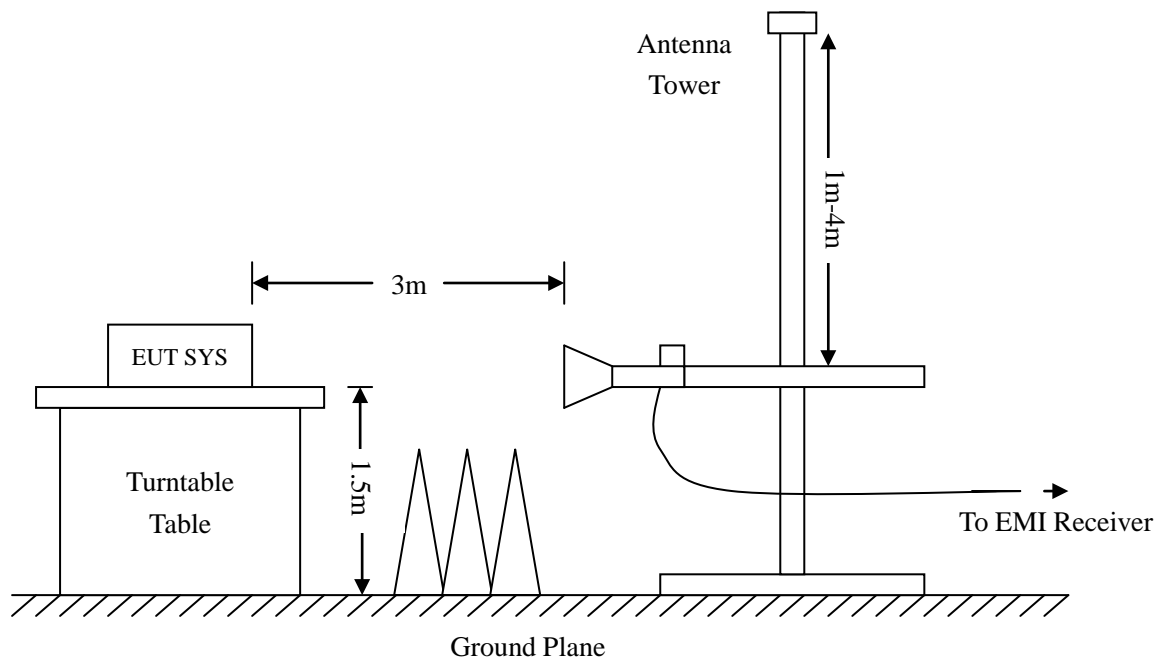 Antenna
Tower
1m-4m
3m
EUT SYS
1.5m
Turntable
Table
To EMI Receiver
Ground Plane